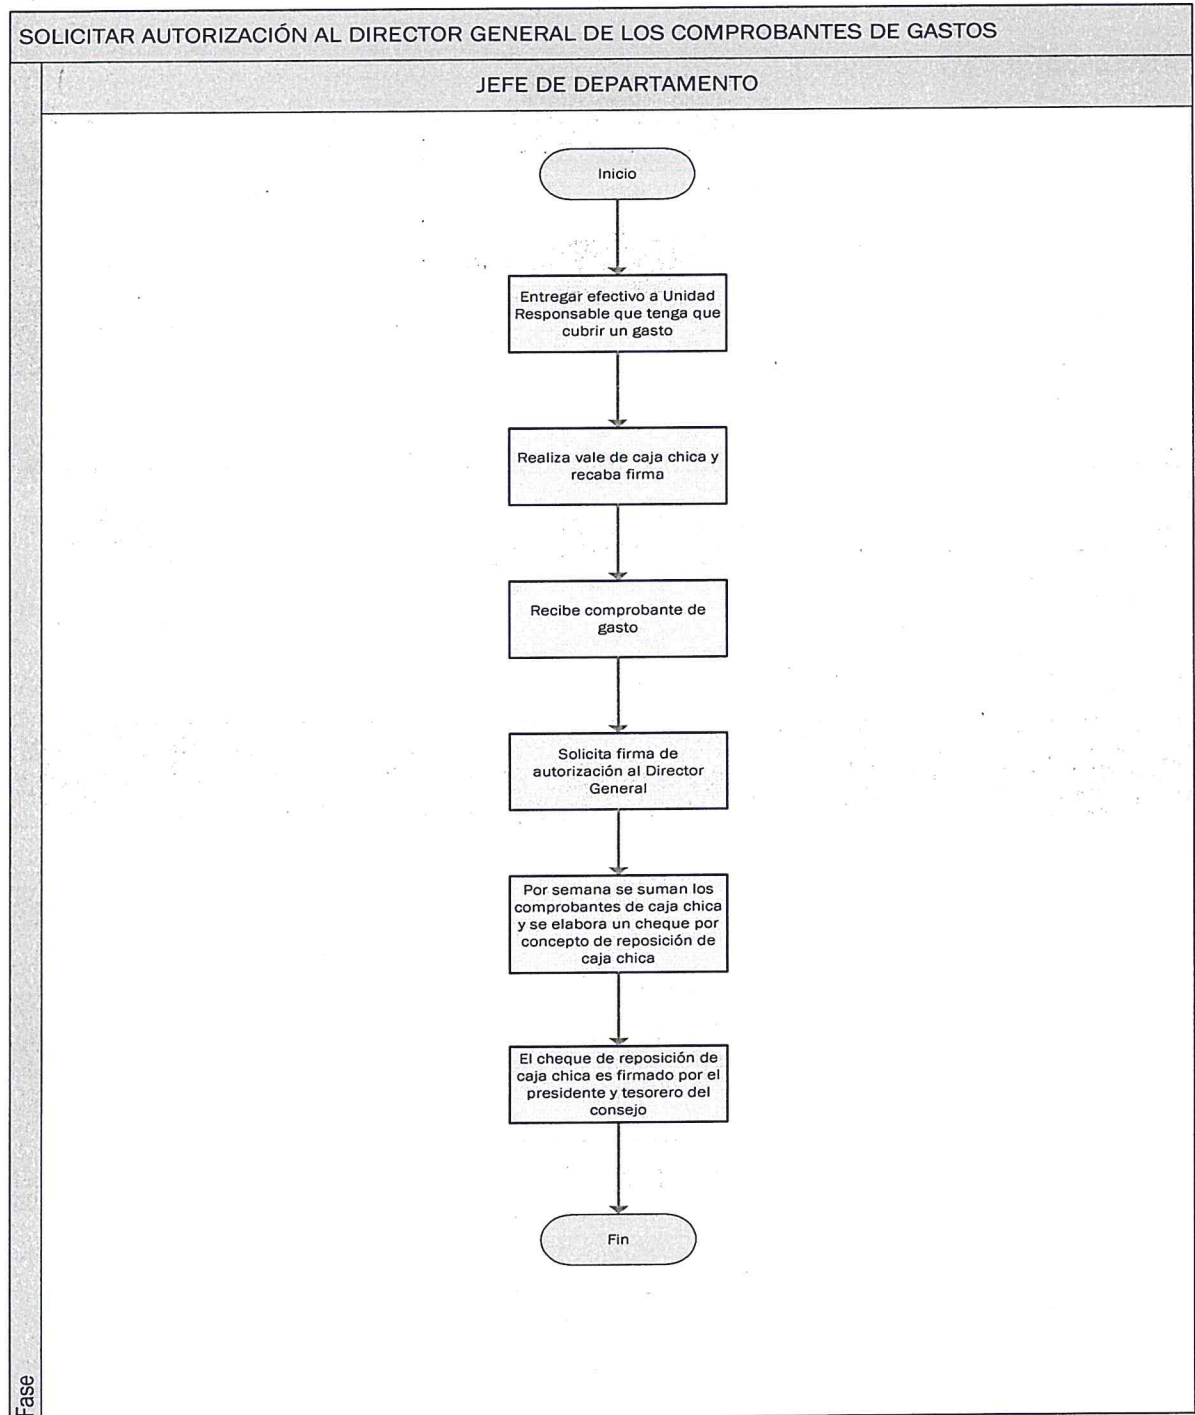 SOLICITAR AUTORIZACIÓN AL DIRECTOR GENERAL DE LOS COMPROBANTES DE GASTOS
JEFE DE DEPARTAMENTO
Inicio
Entregar efectivo a Unidad
Responsable que tenga que
cubrir un gasto
Realiza vale de caja chica y
recaba firma
Recibe comprobante de
gasto
Solicita firma de
autorización al Director
General
Por semana se suman los
comprobantes de caja chica
y se elabora un cheque por
concepto de reposición de
caja chica
El cheque de reposición de
caja chica es firmado por el
presidente y tesorero del
consejo
Fin
Fase